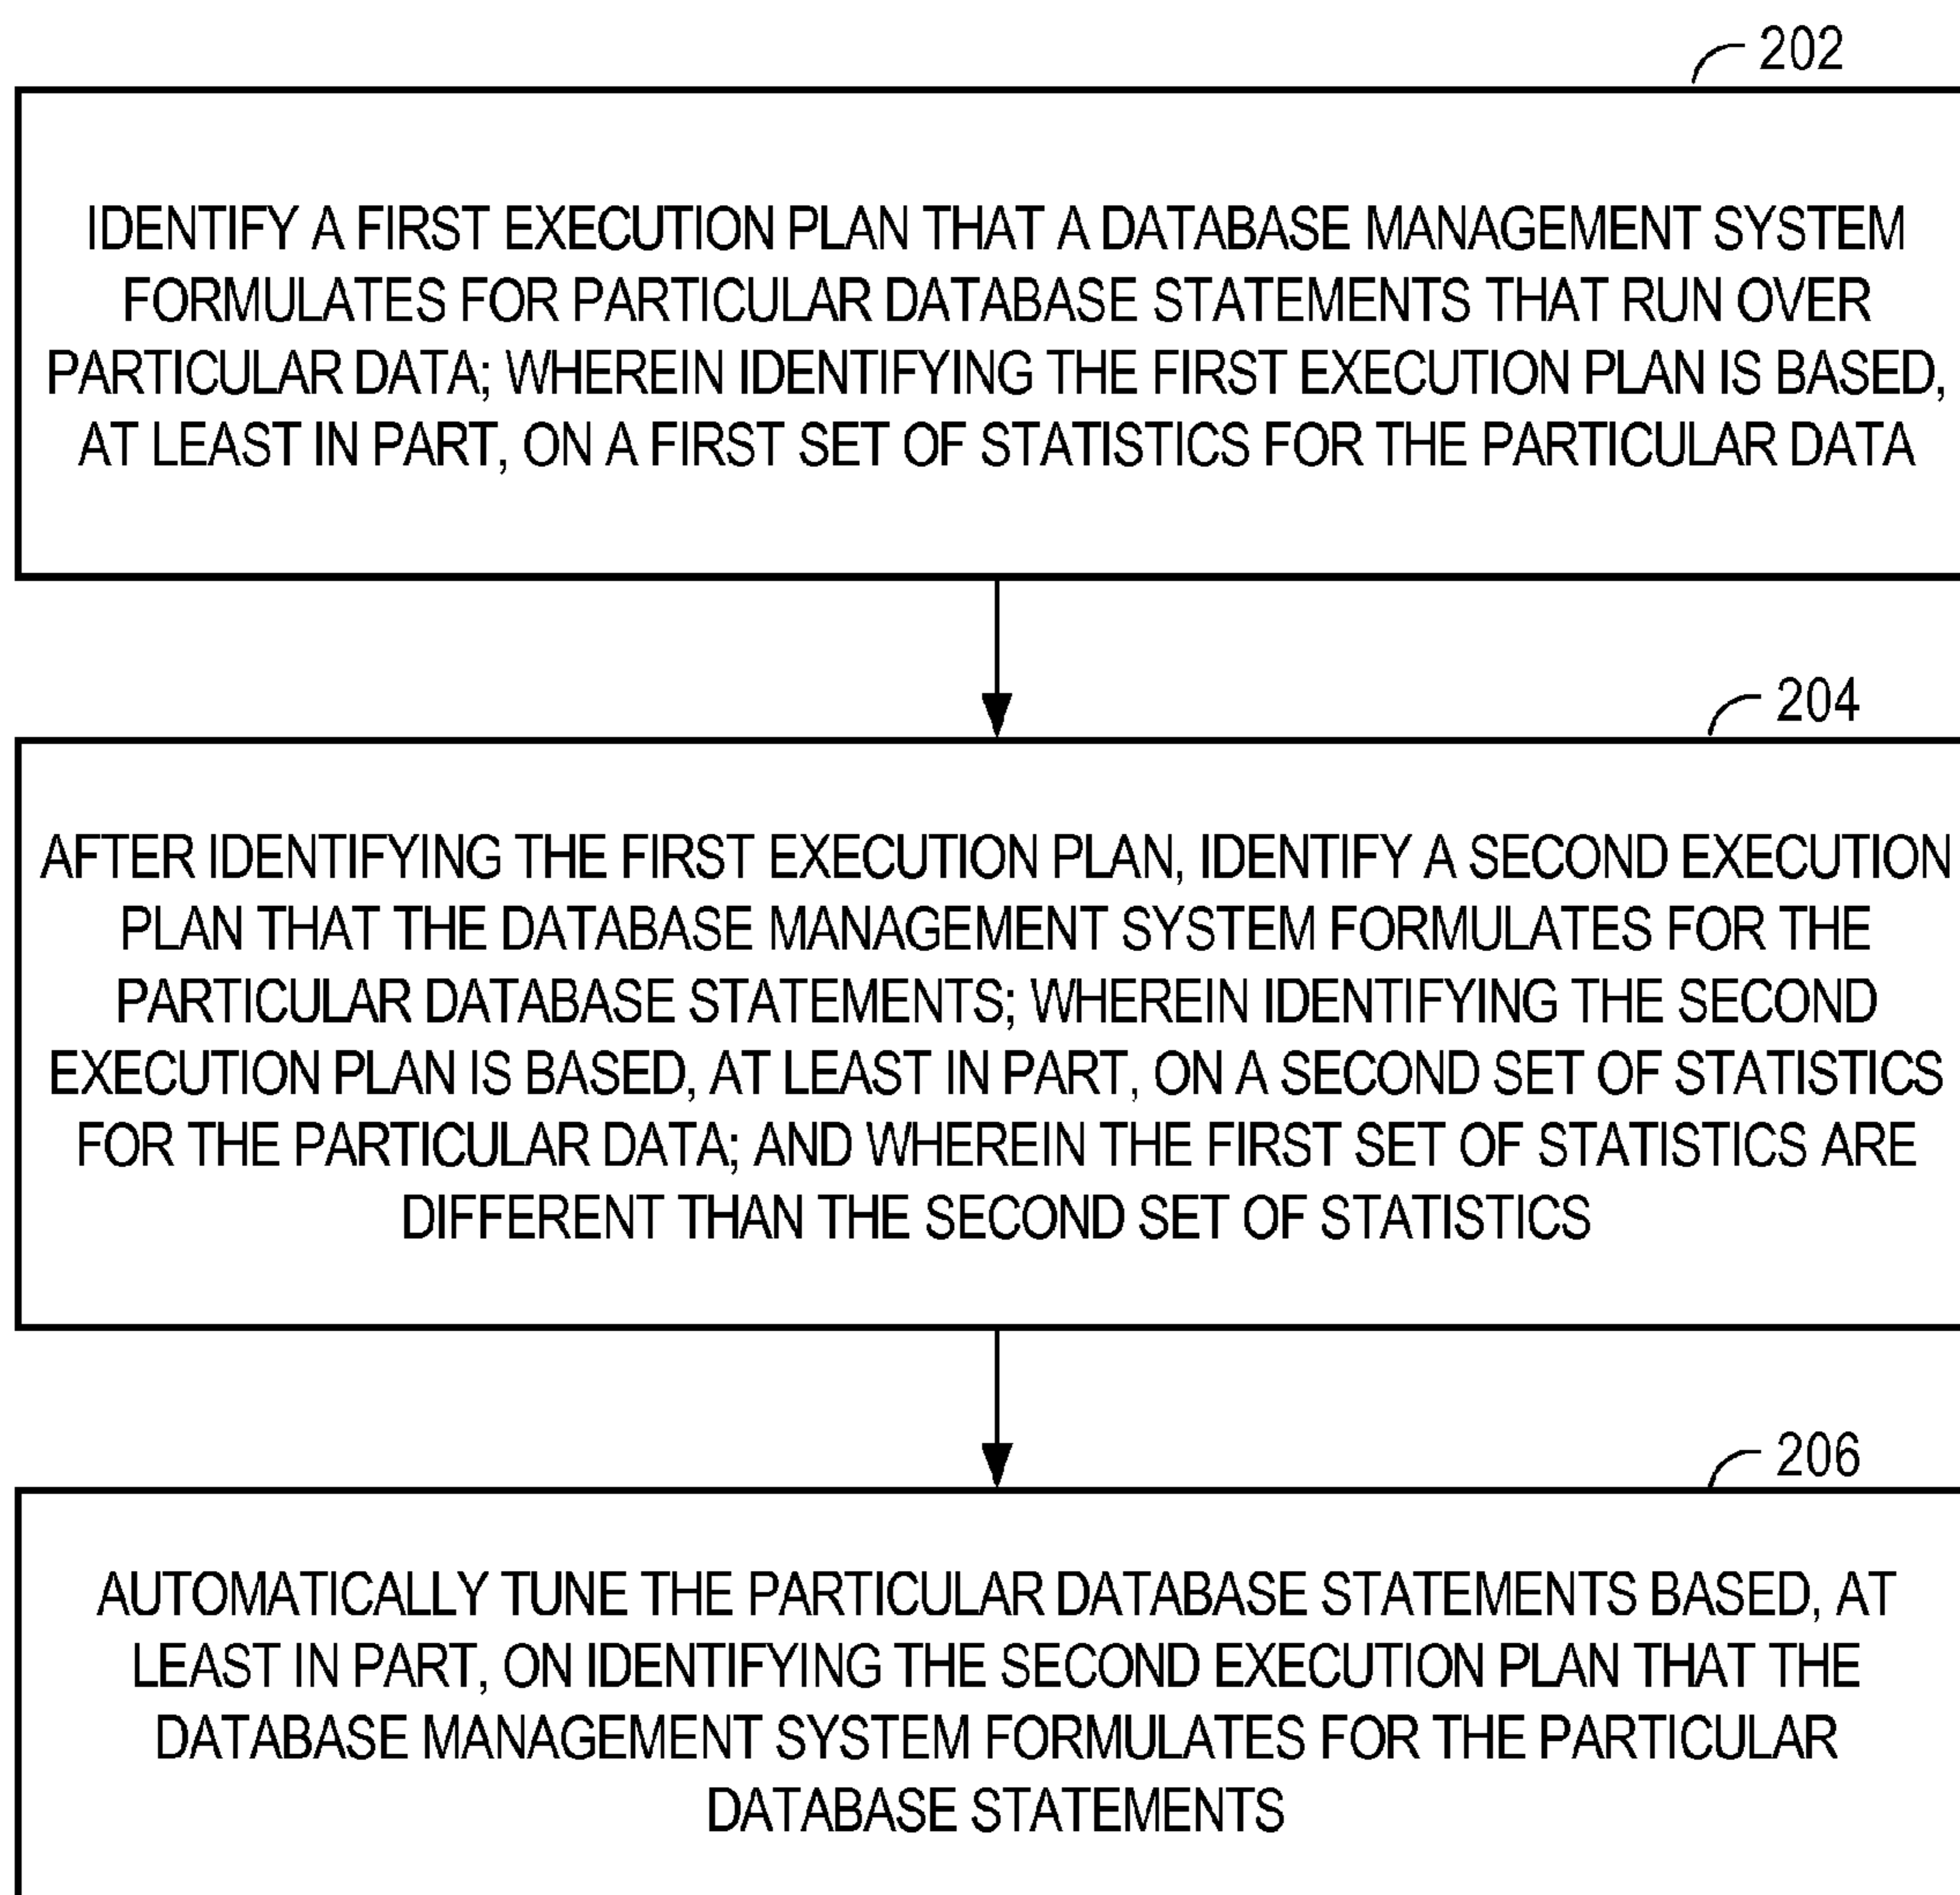 202
IDENTIFY A FIRST EXECUTION PLAN THAT A DATABASE MANAGEMENT SYSTEM
FORMULATES FOR PARTICULAR DATABASE STATEMENTS THAT RUN OVER
PARTICULAR DATA; WHEREIN IDENTIFYING THE FIRST EXECUTION PLAN IS BASED,
AT LEAST IN PART, ON A FIRST SET OF STATISTICS FOR THE PARTICULAR DATA
204
AFTER IDENTIFYING THE FIRST EXECUTION PLAN, IDENTIFY A SECOND EXECUTION
PLAN THAT THE DATABASE MANAGEMENT SYSTEM FORMULATES FOR THE
PARTICULAR DATABASE STATEMENTS; WHEREIN IDENTIFYING THE SECOND
EXECUTION PLAN IS BASED, AT LEAST IN PART, ON A SECOND SET OF STATISTICS
FOR THE PARTICULAR DATA; AND WHEREIN THE FIRST SET OF STATISTICS ARE
DIFFERENT THAN THE SECOND SET OF STATISTICS
206
AUTOMATICALLY TUNE THE PARTICULAR DATABASE STATEMENTS BASED, AT
LEAST IN PART, ON IDENTIFYING THE SECOND EXECUTION PLAN THAT THE
DATABASE MANAGEMENT SYSTEM FORMULATES FOR THE PARTICULAR
DATABASE STATEMENTS